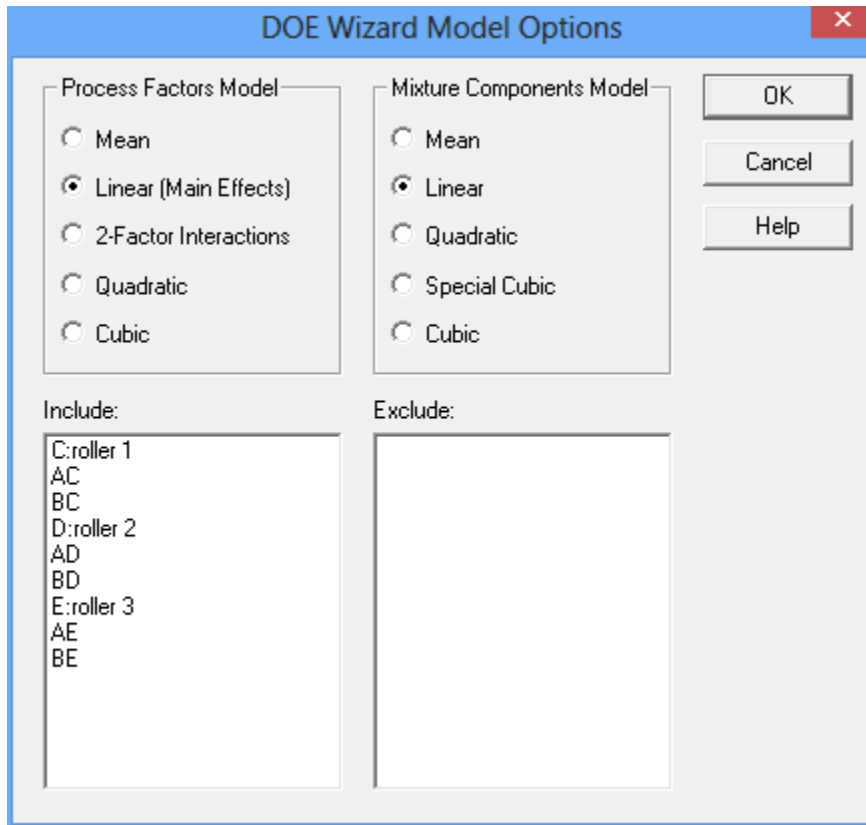 DOE Wizard Model Options
Process Factors Model
Mean
Linear (Main Effects)
2-Factor Interactions
Quadratic
Cubic
Mixture Components Model
Mean
Linear
Quadratic
Special Cubic
Cubic
OK
Cancel
Help
Include:
C:roller 1
AC
BC
D:roller 2
AD
BD
E:roller 3
AE
BE
Exclude: